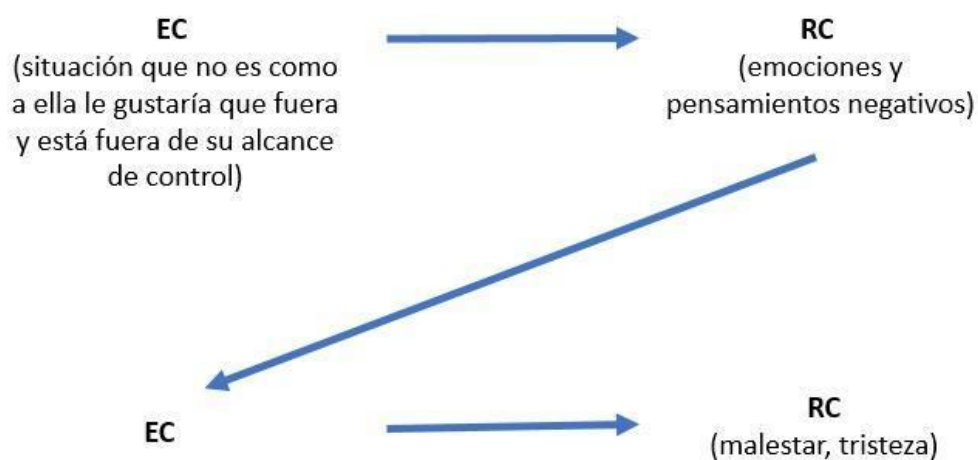 EC
(situación que no es como
a ella le gustaría que fuera
y está fuera de su alcance
de control)
RC
(emociones y
pensamientos negativos)
EC
RC
(malestar, tristeza)